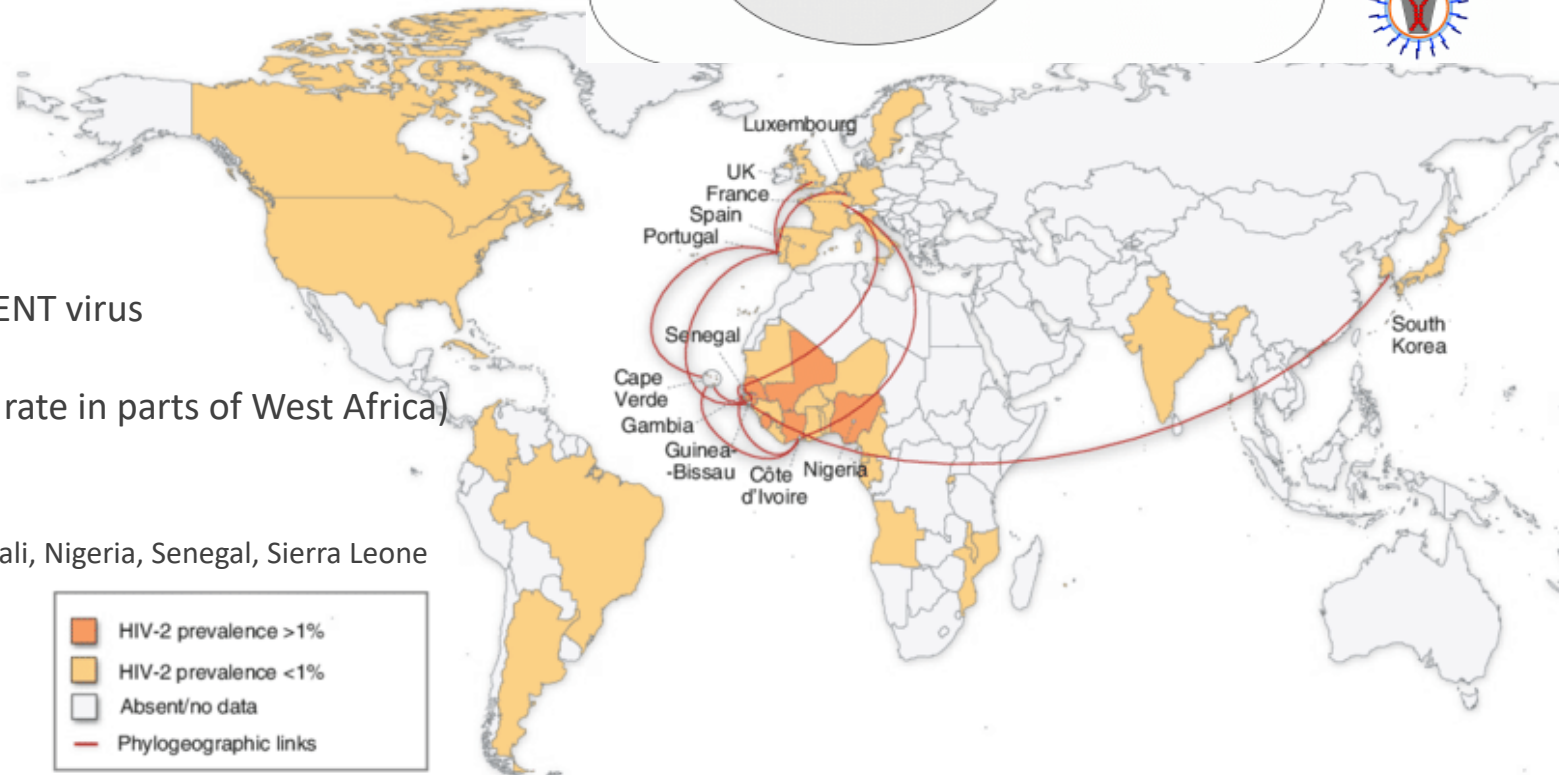 ENT virus
rate in parts of West Africa)
ali, Nigeria, Senegal, Sierra Leone
HIV-2 prevalence >1%
HIV-2 prevalence <1%
Absent/no data
Phylogeographic links
Luxembourg
UK
France
Spain
Portugal
Senegal
Cape
Verde
Gambia
Guinea-
-Bissau
Côte
d'Ivoire
Nigeria
South
Korea